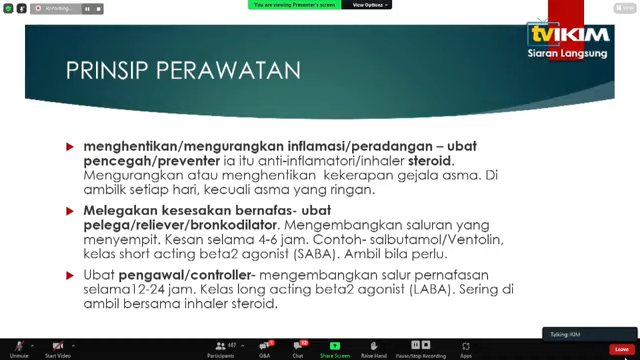 Recording...
You are viewing Presenter's screen
View Options
View
tvIKIM
Siaran Langsung
PRINSIP PERAWATAN
menghentikan/mengurangkan inflamasi/peradangan – ubat
pencegah/preventer ia itu anti-inflamatori/inhaler steroid.
Mengurangkan atau menghentikan kekerapan gejala asma. Di
ambilk setiap hari, kecuali asma yang ringan.
Melegakan kesesakan bernafas- ubat
pelega/reliever/bronkodilator. Mengembangkan saluran yang
menyempit. Kesan selama 4-6 jam. Contoh- salbutamol/Ventolin,
kelas short acting beta2 agonist (SABA). Ambil bila perlu.
Ubat pengawal/controller- mengembangkan salur pernafasan
selama12-24 jam. Kelas long acting beta2 agonist (LABA). Sering di
ambil bersama inhaler steroid.
Talking: IKIM
Unmute
Start Video
487
Participants
Q&A
Chat
Share Screen
Raise Hand
Pause/Stop Recording
Apps
Leave